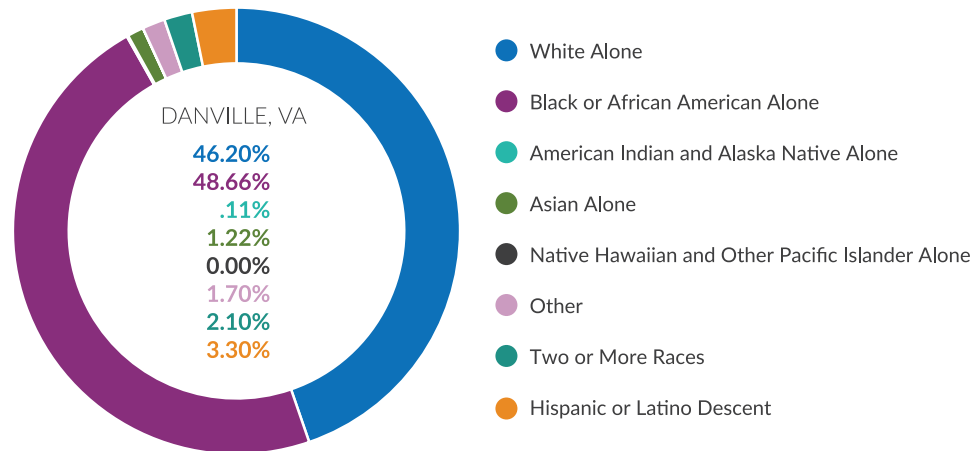 DANVILLE, VA
46.20%
48.66%
.11%
1.22%
0.00%
1.70%
2.10%
3.30%
White Alone
Black or African American Alone
American Indian and Alaska Native Alone
Asian Alone
Native Hawaiian and Other Pacific Islander Alone
Other
Two or More Races
Hispanic or Latino Descent